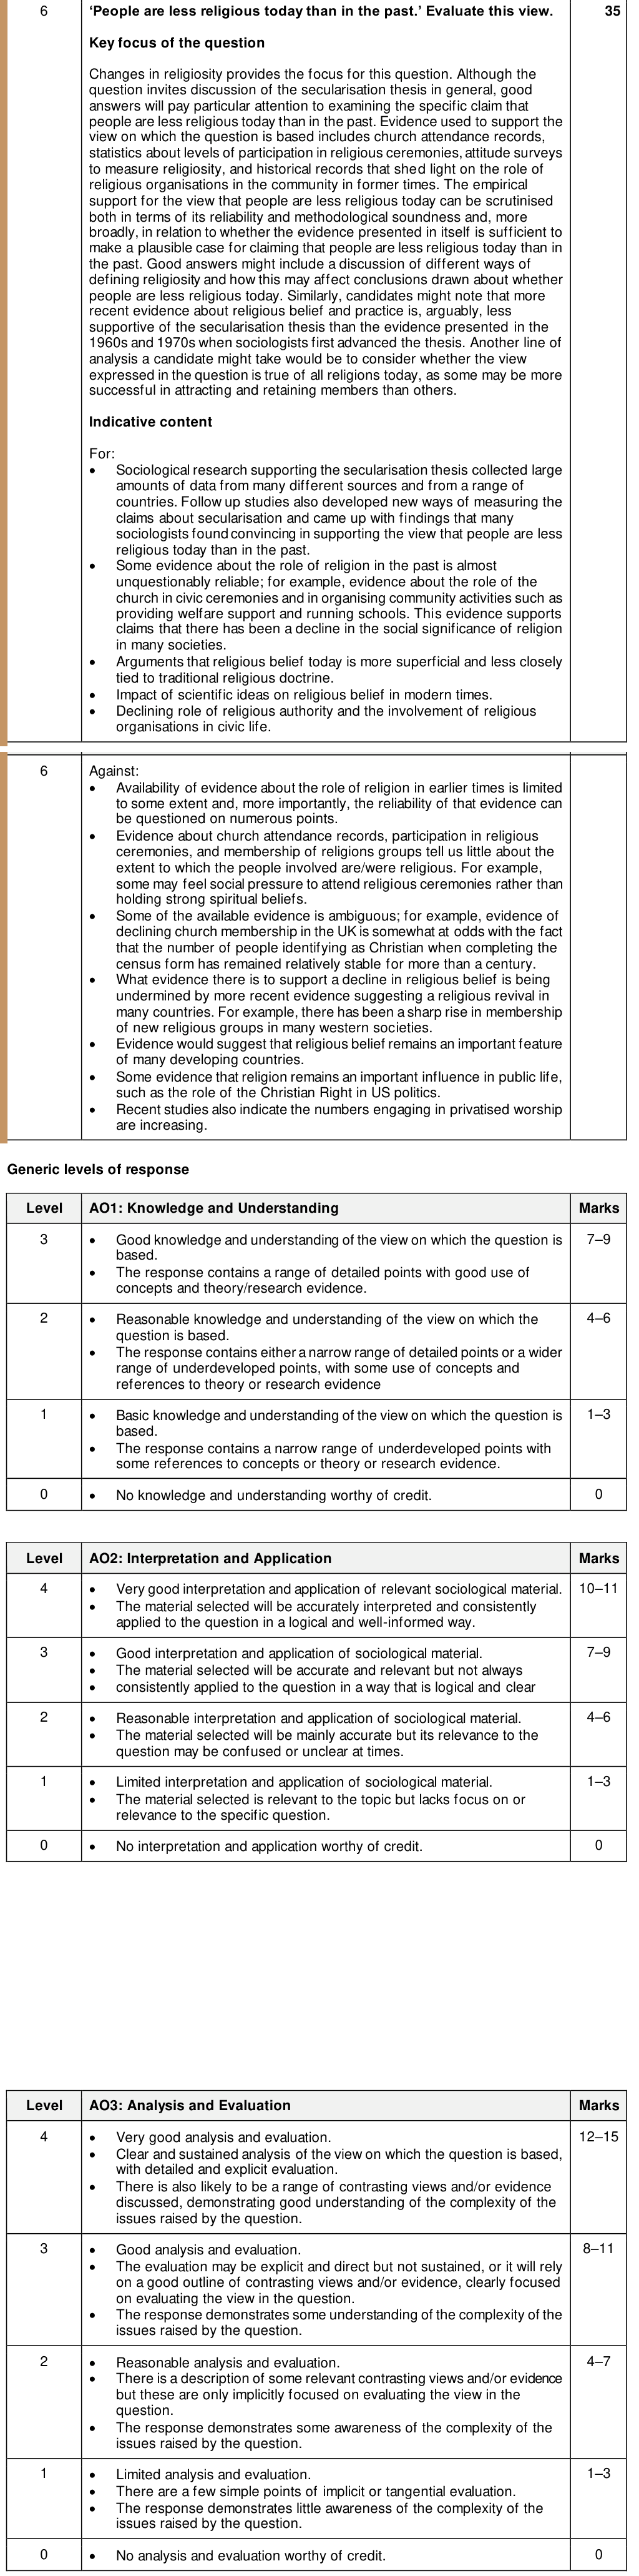 6
‘People are less religious today than in the past.’ Evaluate this view.
35
Key focus of the question
Changes in religiosity provides the focus for this question. Although the
question invites discussion of the secularisation thesis in general, good
answers will pay particular attention to examining the specific claim that
people are less religious today than in the past. Evidence used to support the
view on which the question is based includes church attendance records,
statistics about levels of participation in religious ceremonies, attitude surveys
to measure religiosity, and historical records that shed light on the role of
religious organisations in the community in former times. The empirical
support for the view that people are less religious today can be scrutinised
both in terms of its reliability and methodological soundness and, more
broadly, in relation to whether the evidence presented in itself is sufficient to
make a plausible case for claiming that people are less religious today than in
the past. Good answers might include a discussion of different ways of
defining religiosity and how this may affect conclusions drawn about whether
people are less religious today. Similarly, candidates might note that more
recent evidence about religious belief and practice is, arguably, less
supportive of the secularisation thesis than the evidence presented in the
1960s and 1970s when sociologists first advanced the thesis. Another line of
analysis a candidate might take would be to consider whether the view
expressed in the question is true of all religions today, as some may be more
successful in attracting and retaining members than others.
Indicative content
For:
• Sociological research supporting the secularisation thesis collected large
amounts of data from many different sources and from a range of
countries. Follow up studies also developed new ways of measuring the
claims about secularisation and came up with findings that many
sociologists found convincing in supporting the view that people are less
religious today than in the past.
• Some evidence about the role of religion in the past is almost
unquestionably reliable; for example, evidence about the role of the
church in civic ceremonies and in organising community activities such as
providing welfare support and running schools. This evidence supports
claims that there has been a decline in the social significance of religion
in many societies.
• Arguments that religious belief today is more superficial and less closely
tied to traditional religious doctrine.
• Impact of scientific ideas on religious belief in modern times.
• Declining role of religious authority and the involvement of religious
organisations in civic life.
6
Against:
• Availability of evidence about the role of religion in earlier times is limited
to some extent and, more importantly, the reliability of that evidence can
be questioned on numerous points.
• Evidence about church attendance records, participation in religious
ceremonies, and membership of religions groups tell us little about the
extent to which the people involved are/were religious. For example,
some may feel social pressure to attend religious ceremonies rather than
holding strong spiritual beliefs.
• Some of the available evidence is ambiguous; for example, evidence of
declining church membership in the UK is somewhat at odds with the fact
that the number of people identifying as Christian when completing the
census form has remained relatively stable for more than a century.
• What evidence there is to support a decline in religious belief is being
undermined by more recent evidence suggesting a religious revival in
many countries. For example, there has been a sharp rise in membership
of new religious groups in many western societies.
• Evidence would suggest that religious belief remains an important feature
of many developing countries.
• Some evidence that religion remains an important influence in public life,
such as the role of the Christian Right in US politics.
• Recent studies also indicate the numbers engaging in privatised worship
are increasing.
Generic levels of response
Level AO1: Knowledge and Understanding Marks
3 • Good knowledge and understanding of the view on which the question is 7–9
based.
• The response contains a range of detailed points with good use of
concepts and theory/research evidence.
2 • Reasonable knowledge and understanding of the view on which the 4–6
question is based.
• The response contains either a narrow range of detailed points or a wider
range of underdeveloped points, with some use of concepts and
references to theory or research evidence
1 • Basic knowledge and understanding of the view on which the question is 1–3
based.
• The response contains a narrow range of underdeveloped points with
some references to concepts or theory or research evidence.
0 • No knowledge and understanding worthy of credit. 0
Level AO2: Interpretation and Application Marks
4 • Very good interpretation and application of relevant sociological material. 10–11
• The material selected will be accurately interpreted and consistently
applied to the question in a logical and well-informed way.
3 • Good interpretation and application of sociological material. 7–9
• The material selected will be accurate and relevant but not always
• consistently applied to the question in a way that is logical and clear
2 • Reasonable interpretation and application of sociological material. 4–6
• The material selected will be mainly accurate but its relevance to the
question may be confused or unclear at times.
1 • Limited interpretation and application of sociological material. 1–3
• The material selected is relevant to the topic but lacks focus on or
relevance to the specific question.
0 • No interpretation and application worthy of credit. 0
Level AO3: Analysis and Evaluation Marks
4 • Very good analysis and evaluation. 12–15
• Clear and sustained analysis of the view on which the question is based,
with detailed and explicit evaluation.
• There is also likely to be a range of contrasting views and/or evidence
discussed, demonstrating good understanding of the complexity of the
issues raised by the question.
3 • Good analysis and evaluation. 8–11
• The evaluation may be explicit and direct but not sustained, or it will rely
on a good outline of contrasting views and/or evidence, clearly focused
on evaluating the view in the question.
• The response demonstrates some understanding of the complexity of the
issues raised by the question.
2 • Reasonable analysis and evaluation. 4–7
• There is a description of some relevant contrasting views and/or evidence
but these are only implicitly focused on evaluating the view in the
question.
• The response demonstrates some awareness of the complexity of the
issues raised by the question.
1 • Limited analysis and evaluation. 1–3
• There are a few simple points of implicit or tangential evaluation.
• The response demonstrates little awareness of the complexity of the
issues raised by the question.
0 • No analysis and evaluation worthy of credit. 0